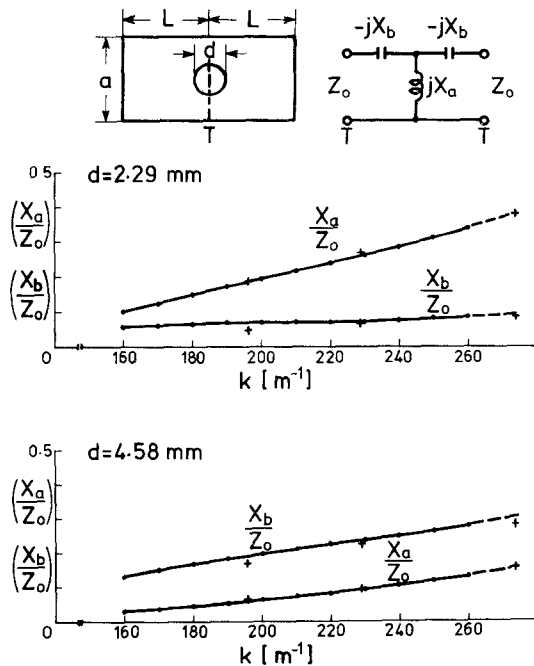 L L
-jXb -jXb
d
a
Zo jXa Zo
T T T
0.5
d=2.29 mm
(Xa/Zo)
Xa/Zo
(Xb/Zo)
Xb/Zo
0
160 180 200 220 240 260
k [m⁻¹]
0.5
d=4.58 mm
(Xa/Zo)
Xb/Zo
(Xb/Zo)
Xa/Zo
0
160 180 200 220 240 260
k [m⁻¹]